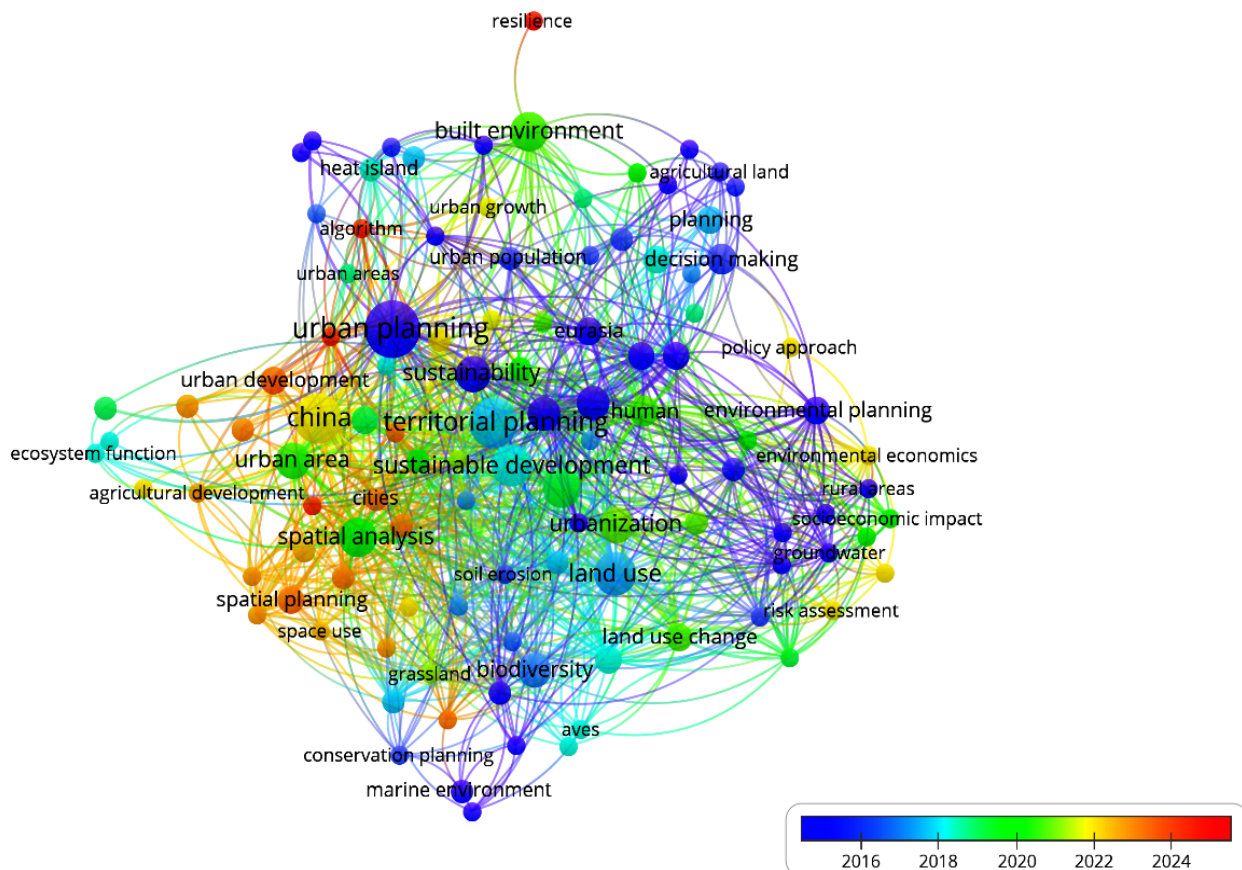 resilience
built environment
heat island
agricultural land
urban growth
planning
algorithm
urban population
decision making
urban areas
urban planning
eurasia
policy approach
sustainability
urban development
china
territorial planning
human
environmental planning
ecosystem function
urban area
sustainable development
environmental economics
agricultural development
cities
rural areas
urbanization
socioeconomic impact
spatial analysis
groundwater
soil erosion
land use
spatial planning
risk assessment
space use
land use change
grassland
biodiversity
aves
conservation planning
marine environment
2016
2018
2020
2022
2024